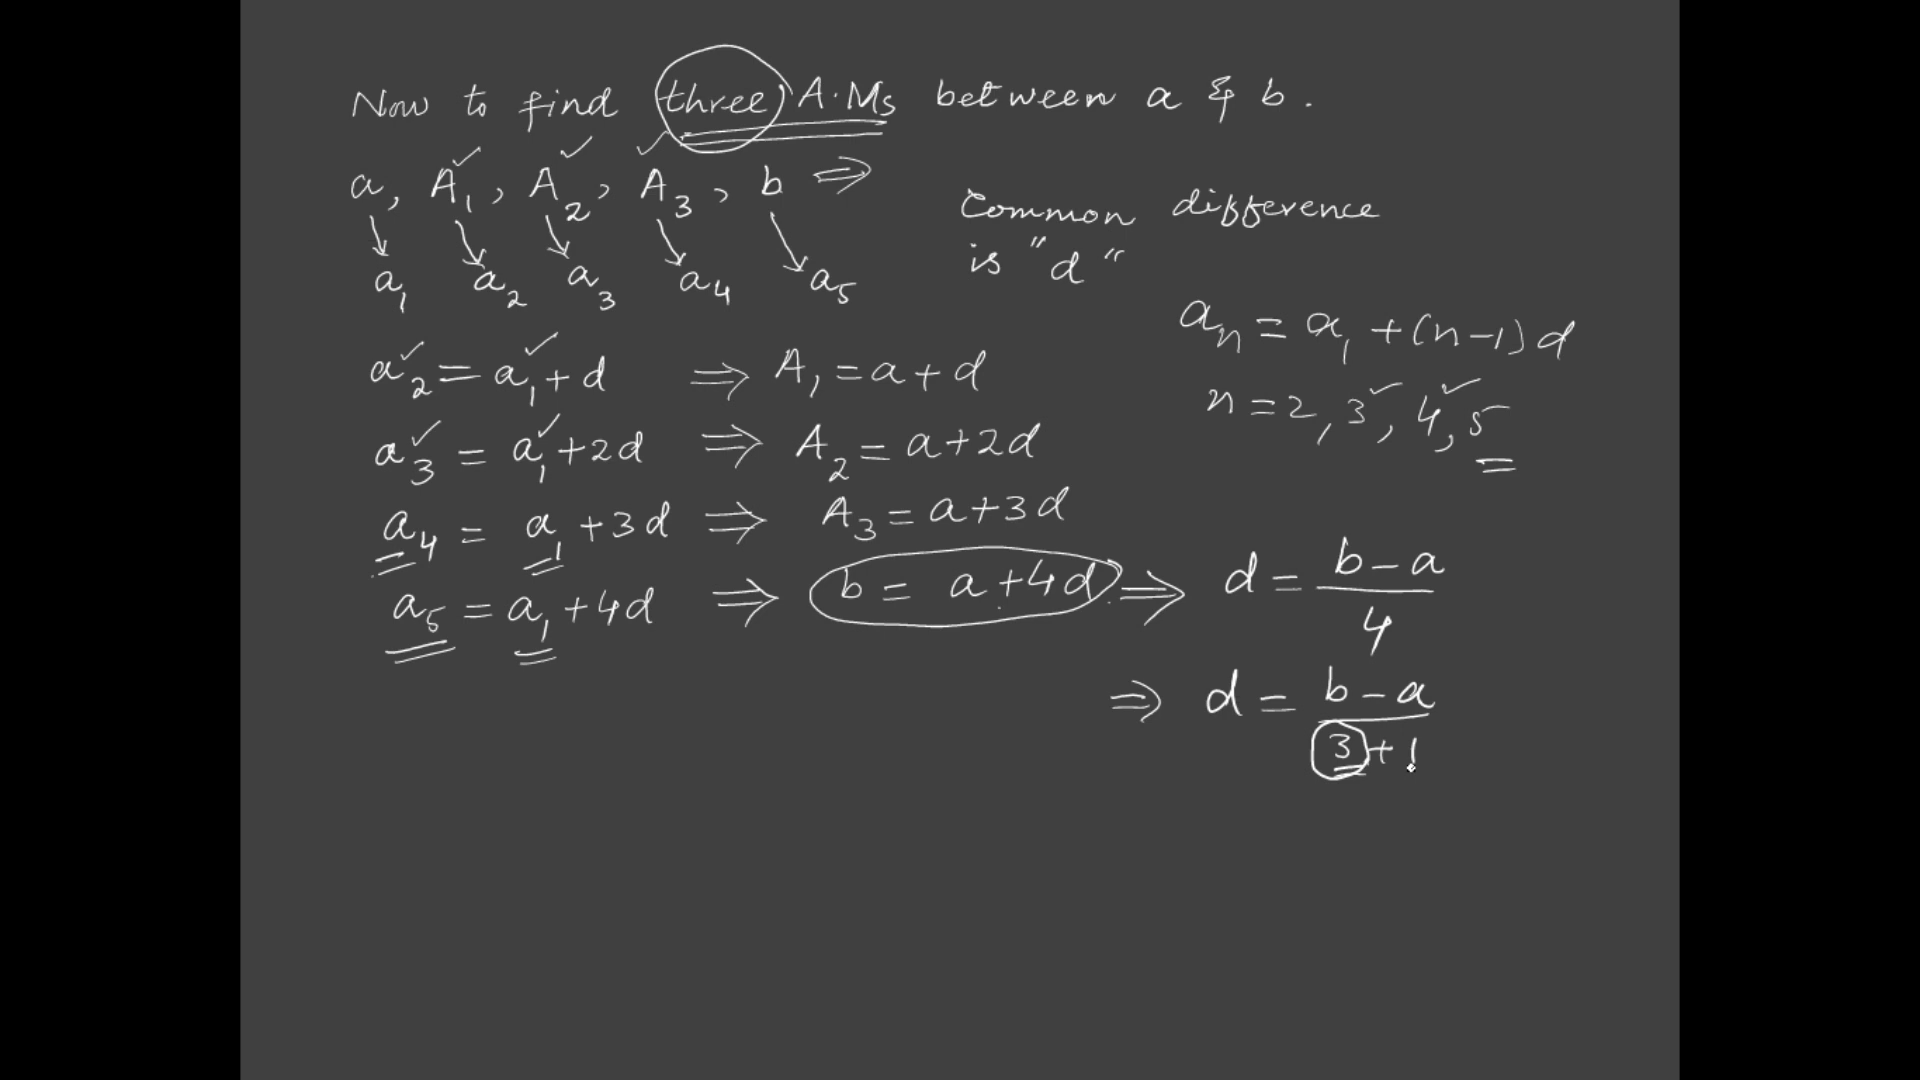 Now to find three A.Ms between a & b.
a, A₁, A₂, A₃, b ⇒
Common difference
is "d"
a₁ a₂ a₃ a₄ a₅
aₙ = a₁ + (n-1)d
n = 2, 3, 4, 5
a₂ = a₁ + d ⇒ A₁ = a + d
a₃ = a₁ + 2d ⇒ A₂ = a + 2d
a₄ = a₁ + 3d ⇒ A₃ = a + 3d
a₅ = a₁ + 4d ⇒ b = a + 4d ⇒ d = (b - a)/4
⇒ d = (b - a)/(3 + 1)